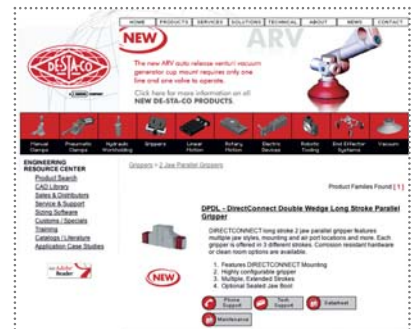 HOME PRODUCTS SERVICES SOLUTIONS TECHNICAL ABOUT NEWS CONTACT
NEW
ARV
DE-STA-CO
The new ARV auto release venturi vacuum
generator cup mount requires only one
line and one valve to operate.
Click here for more information on all
NEW DE-STA-CO PRODUCTS.
Manual Clamps
Pneumatic Clamps
Hydraulic Workholding
Grippers
Linear Motion
Rotary Motion
Electro Devices
Robotic Tooling
End Effector Systems
Vacuum
ENGINEERING
RESOURCE CENTER
Product Search
CAD Library
Sales & Distributors
Service & Support
Sizing Software
Customs / Specials
Training
Catalogs / Literature
Application Case Studies
Adobe
Reader
Grippers > 2 Jaw Parallel Grippers
Product Families Found [ 1 ]
DPDL - DirectConnect Double Wedge Long Stroke Parallel
Gripper
DIRECTCONNECT long stroke 2 jaw parallel gripper features
multiple jaw styles, mounting and air port locations and more. Each
gripper is offered in 3 different strokes. Corrosion resistant hardware
or clean room options are available.
1. Features DIRECTCONNECT Mounting
2. Highly configurable gripper
3. Multiple, Extended Strokes
4. Optional Sealed Jaw Boot
NEW
Phone Support
Tech Support
Datasheet
Maintenance